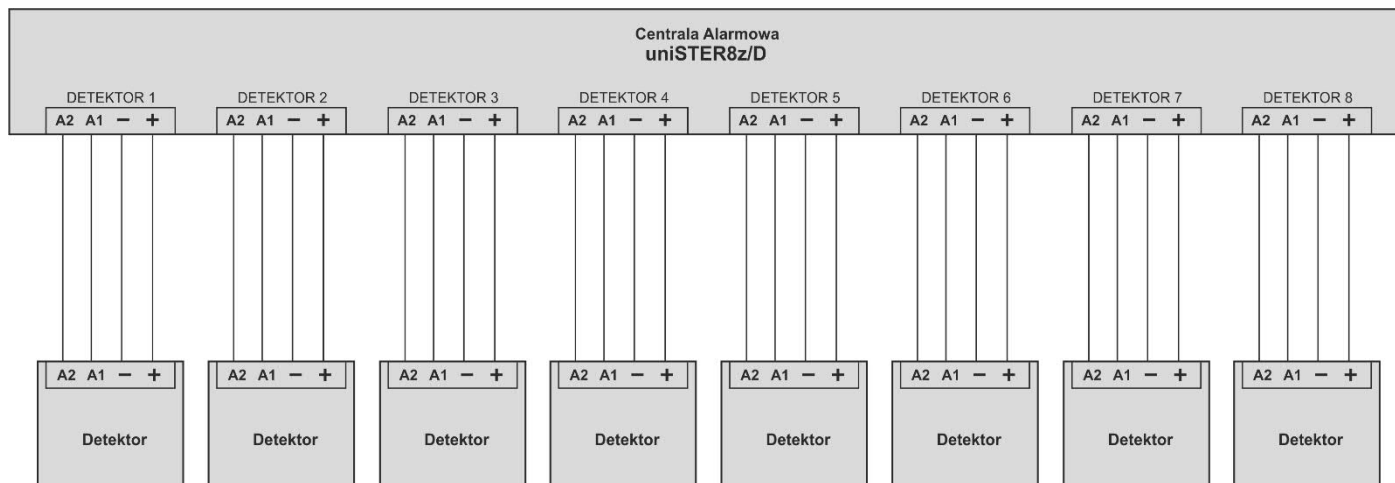 Centrala Alarmowa
uniSTER8z/D
DETEKTOR 1 DETEKTOR 2 DETEKTOR 3 DETEKTOR 4 DETEKTOR 5 DETEKTOR 6 DETEKTOR 7 DETEKTOR 8
A2 A1 − + A2 A1 − + A2 A1 − + A2 A1 − + A2 A1 − + A2 A1 − + A2 A1 − + A2 A1 − +
A2 A1 − + A2 A1 − + A2 A1 − + A2 A1 − + A2 A1 − + A2 A1 − + A2 A1 − + A2 A1 − +
Detektor Detektor Detektor Detektor Detektor Detektor Detektor Detektor